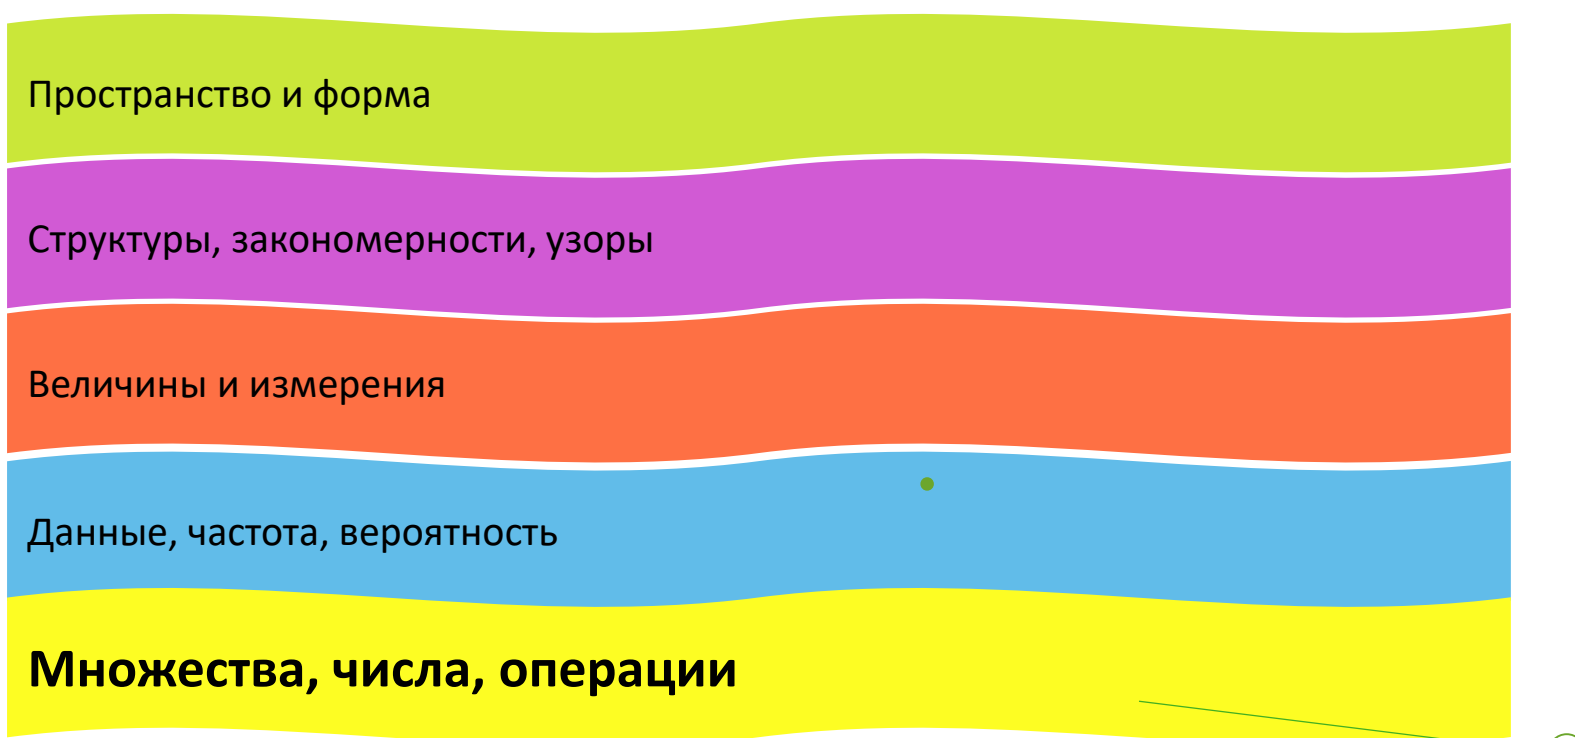 Пространство и форма
Структуры, закономерности, узоры
Величины и измерения
Данные, частота, вероятность
Множества, числа, операции